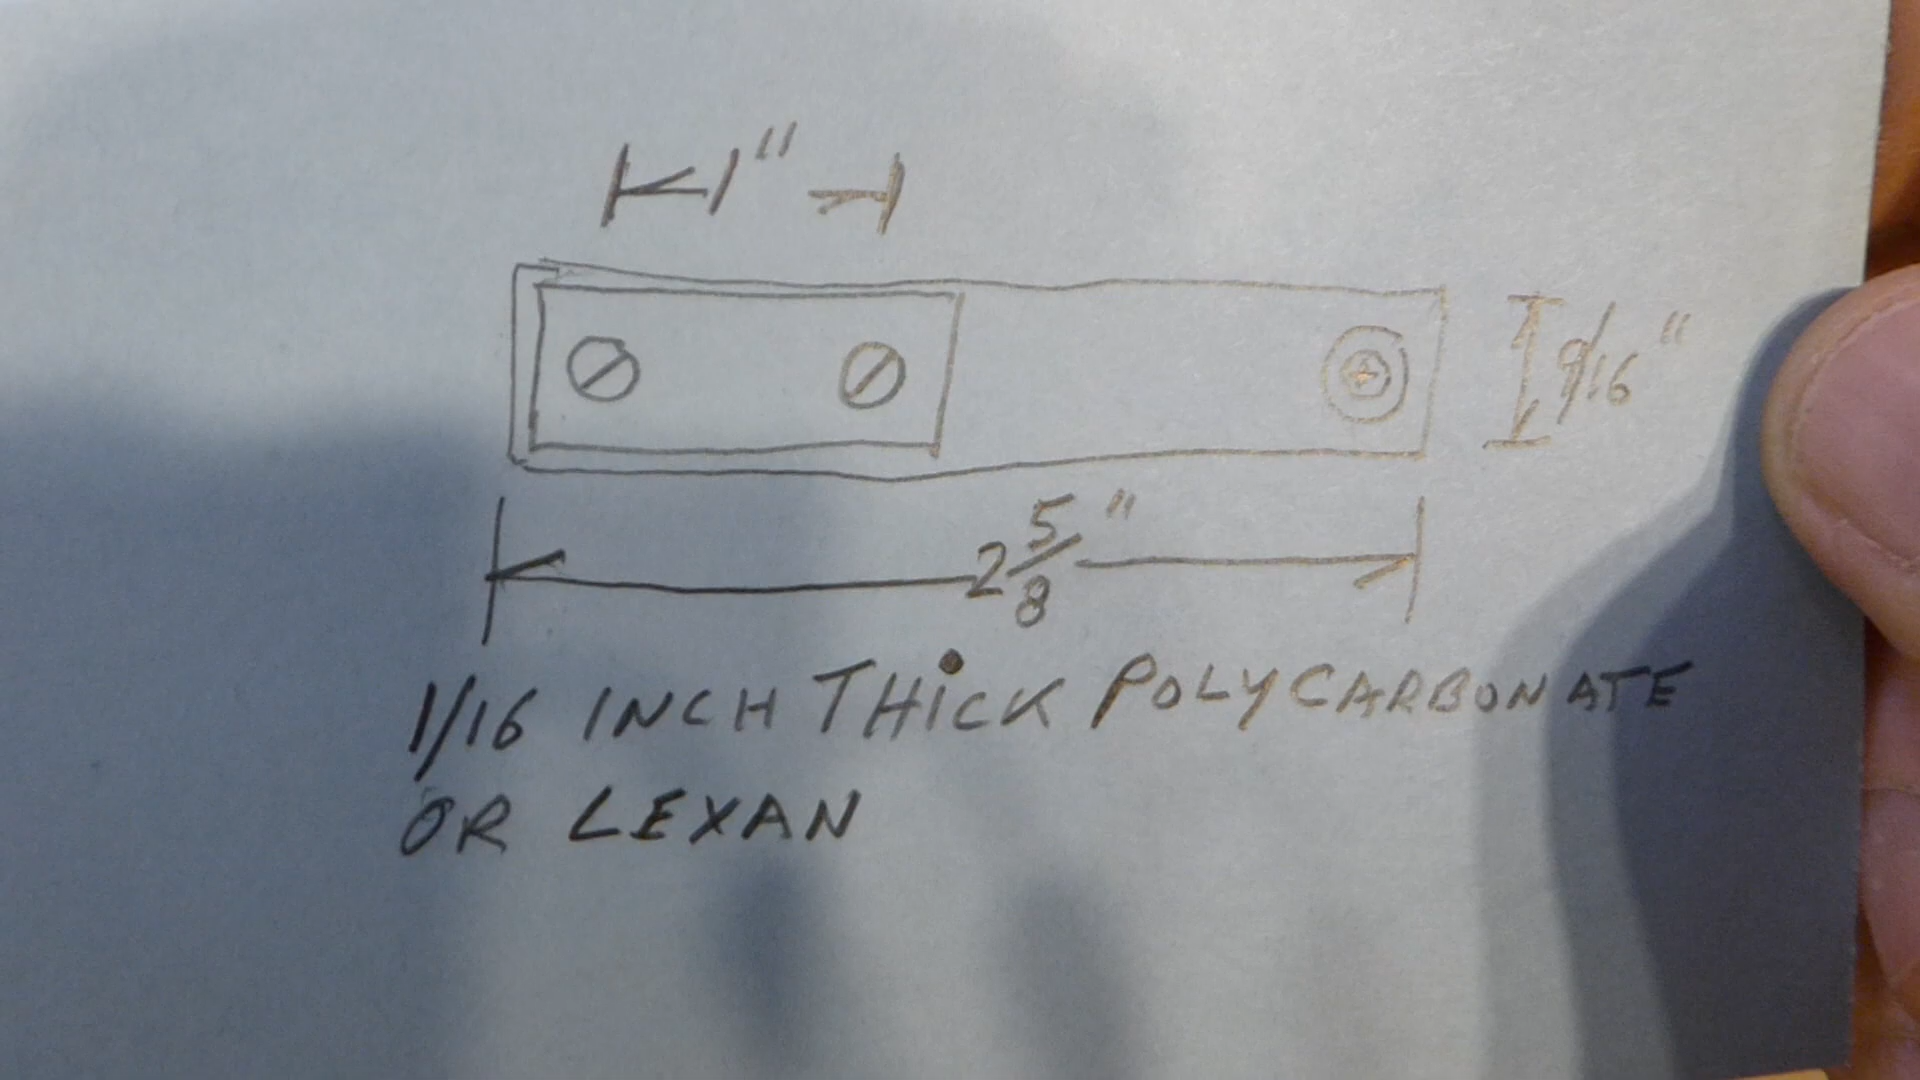 1"
9/16"
2 5/8"
1/16 INCH THICK POLYCARBONATE
OR LEXAN